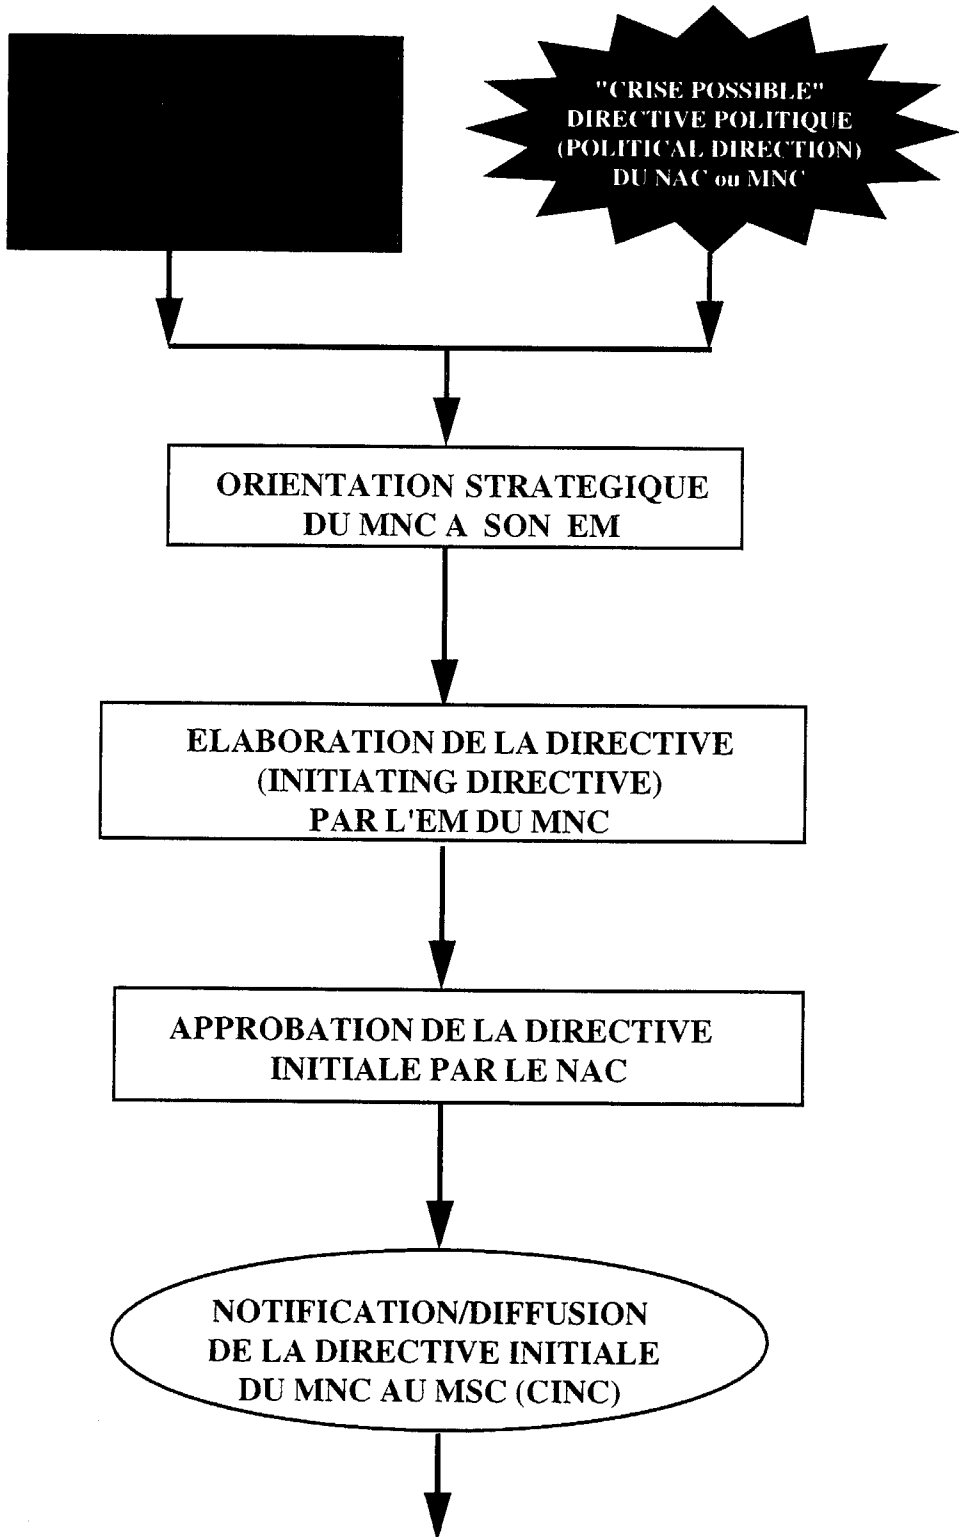 "CRISE POSSIBLE"
DIRECTIVE POLITIQUE
(POLITICAL DIRECTION)
DU NAC ou MNC
ORIENTATION STRATEGIQUE
DU MNC A SON EM
ELABORATION DE LA DIRECTIVE
(INITIATING DIRECTIVE)
PAR L'EM DU MNC
APPROBATION DE LA DIRECTIVE
INITIALE PAR LE NAC
NOTIFICATION/DIFFUSION
DE LA DIRECTIVE INITIALE
DU MNC AU MSC (CINC)